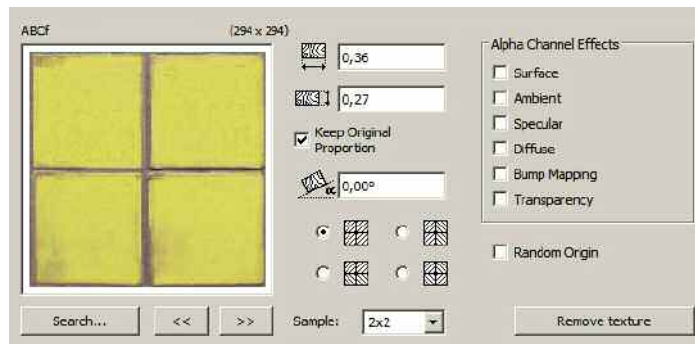 ABCf
(294 x 294)
0,36
0,27
Keep Original
Proportion
0,00º
Alpha Channel Effects
Surface
Ambient
Specular
Diffuse
Bump Mapping
Transparency
Random Origin
Search...
<<
>>
Sample:
2x2
Remove texture